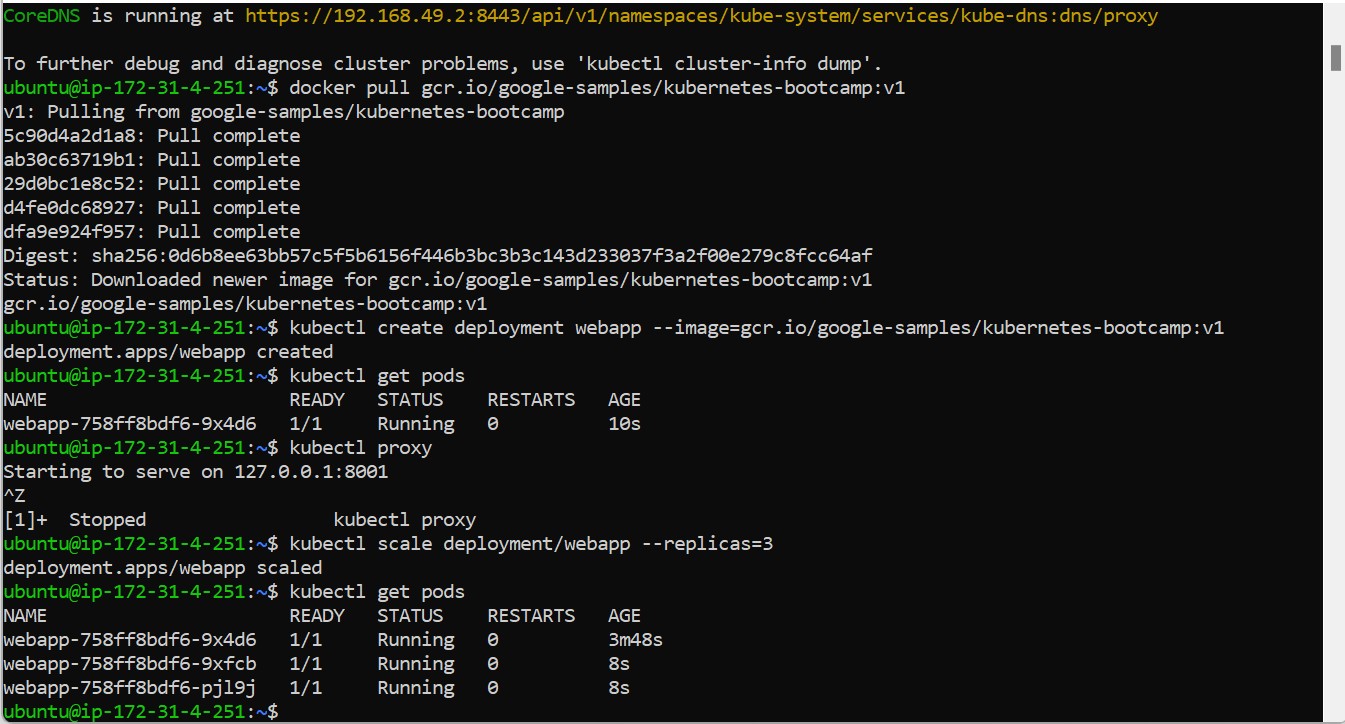 CoreDNS is running at https://192.168.49.2:8443/api/v1/namespaces/kube-system/services/kube-dns:dns/proxy
To further debug and diagnose cluster problems, use 'kubectl cluster-info dump'.
ubuntu@ip-172-31-4-251:~$ docker pull gcr.io/google-samples/kubernetes-bootcamp:v1
v1: Pulling from google-samples/kubernetes-bootcamp
5c90d4a2d1a8: Pull complete
ab30c63719b1: Pull complete
29d0bc1e8c52: Pull complete
d4fe0dc68927: Pull complete
dfa9e924f957: Pull complete
Digest: sha256:0d6b8ee63bb57c5f5b6156f446b3bc3b3c143d233037f3a2f00e279c8fcc64af
Status: Downloaded newer image for gcr.io/google-samples/kubernetes-bootcamp:v1
gcr.io/google-samples/kubernetes-bootcamp:v1
ubuntu@ip-172-31-4-251:~$ kubectl create deployment webapp --image=gcr.io/google-samples/kubernetes-bootcamp:v1
deployment.apps/webapp created
ubuntu@ip-172-31-4-251:~$ kubectl get pods
NAME READY STATUS RESTARTS AGE
webapp-758ff8bdf6-9x4d6 1/1 Running 0 10s
ubuntu@ip-172-31-4-251:~$ kubectl proxy
Starting to serve on 127.0.0.1:8001
^Z
[1]+ Stopped kubectl proxy
ubuntu@ip-172-31-4-251:~$ kubectl scale deployment/webapp --replicas=3
deployment.apps/webapp scaled
ubuntu@ip-172-31-4-251:~$ kubectl get pods
NAME READY STATUS RESTARTS AGE
webapp-758ff8bdf6-9x4d6 1/1 Running 0 3m48s
webapp-758ff8bdf6-9xfcb 1/1 Running 0 8s
webapp-758ff8bdf6-pjl9j 1/1 Running 0 8s
ubuntu@ip-172-31-4-251:~$